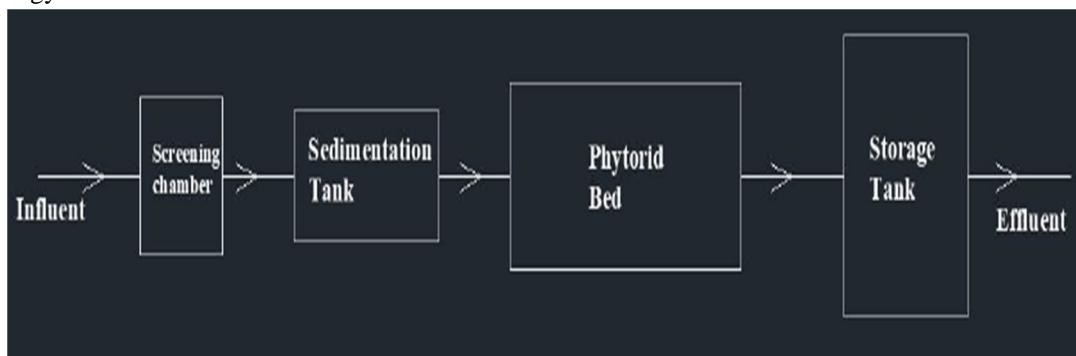 Influent
Screening
chamber
Sedimentation
Tank
Phytorid
Bed
Storage
Tank
Effluent